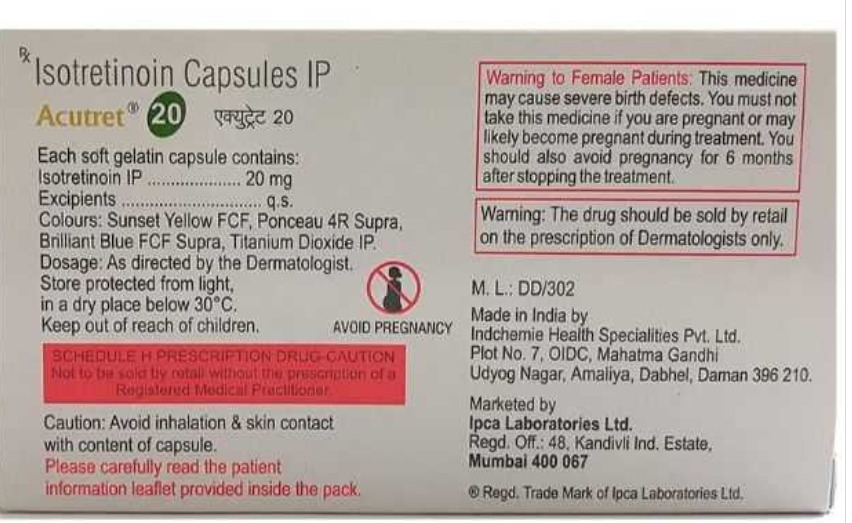 Rx
Isotretinoin Capsules IP
Acutret® 20 एक्युट्रेट 20
Each soft gelatin capsule contains:
Isotretinoin IP ................... 20 mg
Excipients ............................ q.s.
Colours: Sunset Yellow FCF, Ponceau 4R Supra,
Brilliant Blue FCF Supra, Titanium Dioxide IP.
Dosage: As directed by the Dermatologist.
Store protected from light,
in a dry place below 30°C.
Keep out of reach of children.
AVOID PREGNANCY
SCHEDULE H PRESCRIPTION DRUG-CAUTION
Not to be sold by retail without the prescription of a
Registered Medical Practitioner.
Caution: Avoid inhalation & skin contact
with content of capsule.
Please carefully read the patient
information leaflet provided inside the pack.
Warning to Female Patients: This medicine
may cause severe birth defects. You must not
take this medicine if you are pregnant or may
likely become pregnant during treatment. You
should also avoid pregnancy for 6 months
after stopping the treatment.
Warning: The drug should be sold by retail
on the prescription of Dermatologists only.
M. L.: DD/302
Made in India by
Indchemie Health Specialities Pvt. Ltd.
Plot No. 7, OIDC, Mahatma Gandhi
Udyog Nagar, Amaliya, Dabhel, Daman 396 210.
Marketed by
Ipca Laboratories Ltd.
Regd. Off.: 48, Kandivli Ind. Estate,
Mumbai 400 067
® Regd. Trade Mark of Ipca Laboratories Ltd.